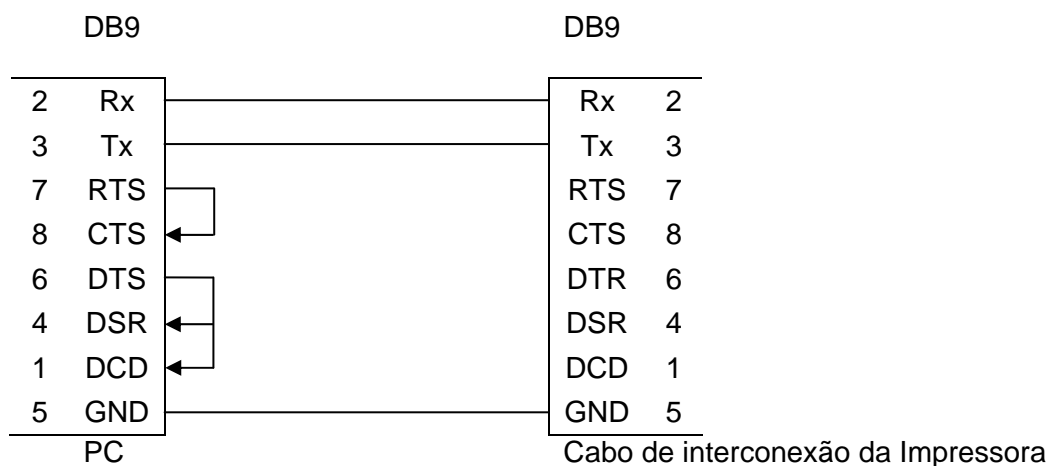 DB9 DB9
2 Rx Rx 2
3 Tx Tx 3
7 RTS RTS 7
8 CTS CTS 8
6 DTS DTR 6
4 DSR DSR 4
1 DCD DCD 1
5 GND GND 5
PC Cabo de interconexão da Impressora